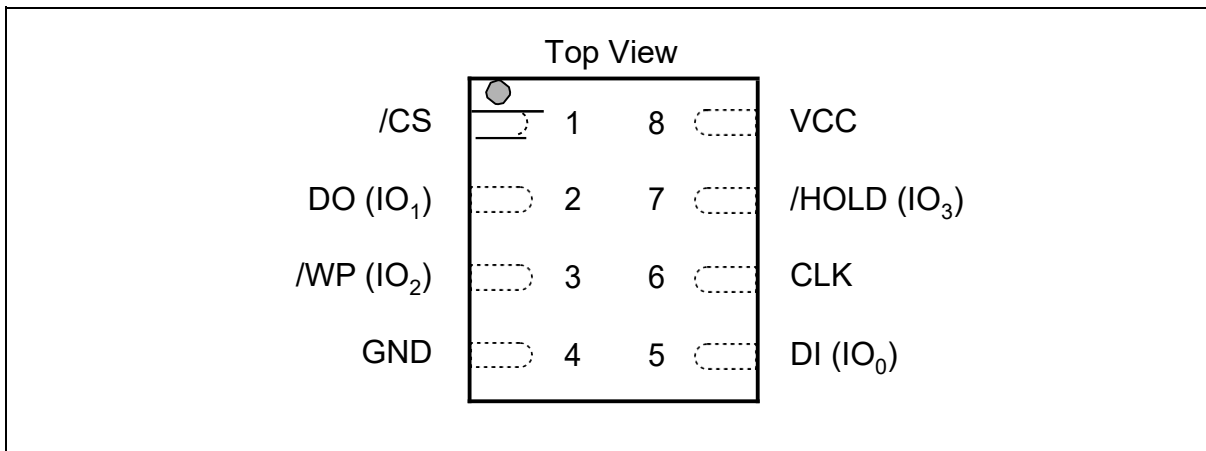 Top View
/CS 1 8 VCC
DO (IO₁) 2 7 /HOLD (IO₃)
/WP (IO₂) 3 6 CLK
GND 4 5 DI (IO₀)